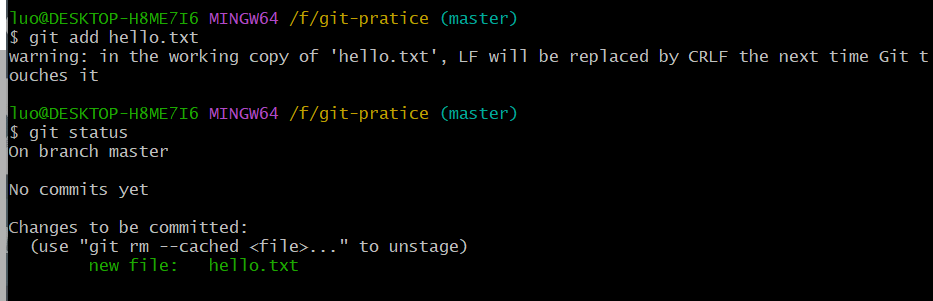 luo@DESKTOP-H8ME7I6 MINGW64 /f/git-pratice (master)
$ git add hello.txt
warning: in the working copy of 'hello.txt', LF will be replaced by CRLF the next time Git t
ouches it
luo@DESKTOP-H8ME7I6 MINGW64 /f/git-pratice (master)
$ git status
On branch master
No commits yet
Changes to be committed:
  (use "git rm --cached <file>..." to unstage)
        new file:   hello.txt